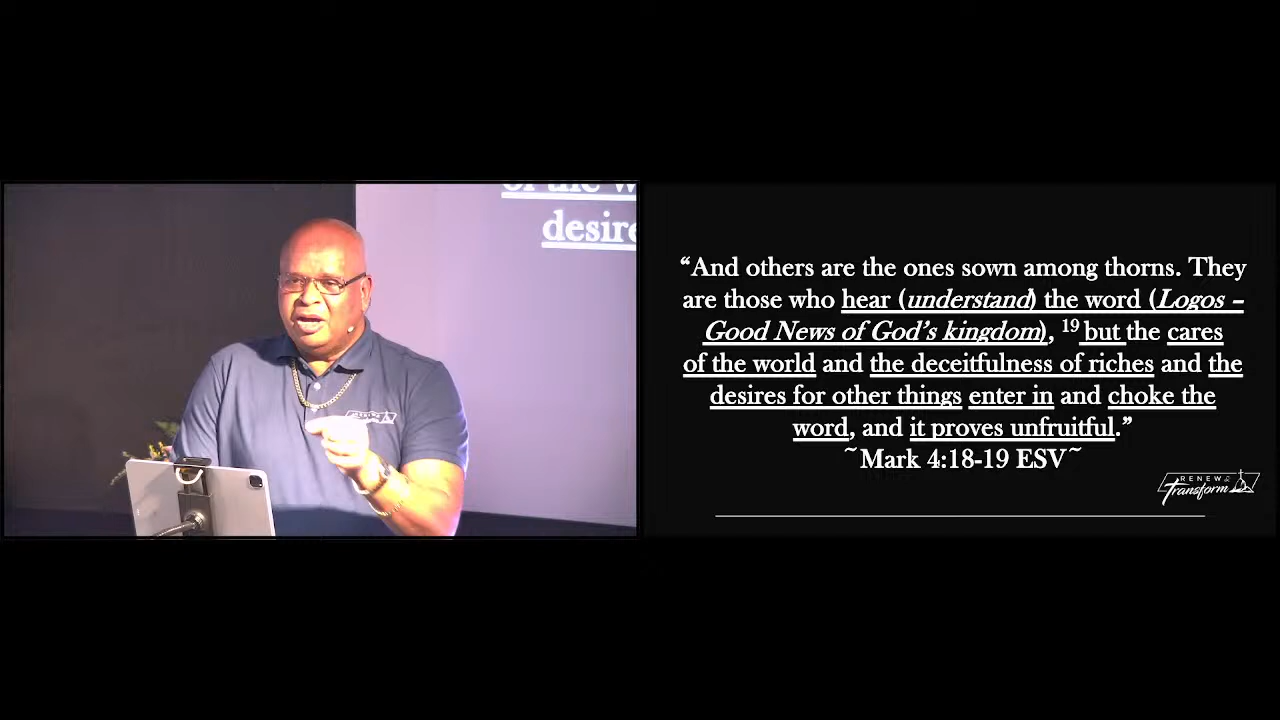 of the w
desire
“And others are the ones sown among thorns. They
are those who hear (understand) the word (Logos –
Good News of God’s kingdom), 19 but the cares
of the world and the deceitfulness of riches and the
desires for other things enter in and choke the
word, and it proves unfruitful.”
~Mark 4:18-19 ESV~
RENEW &
Transform